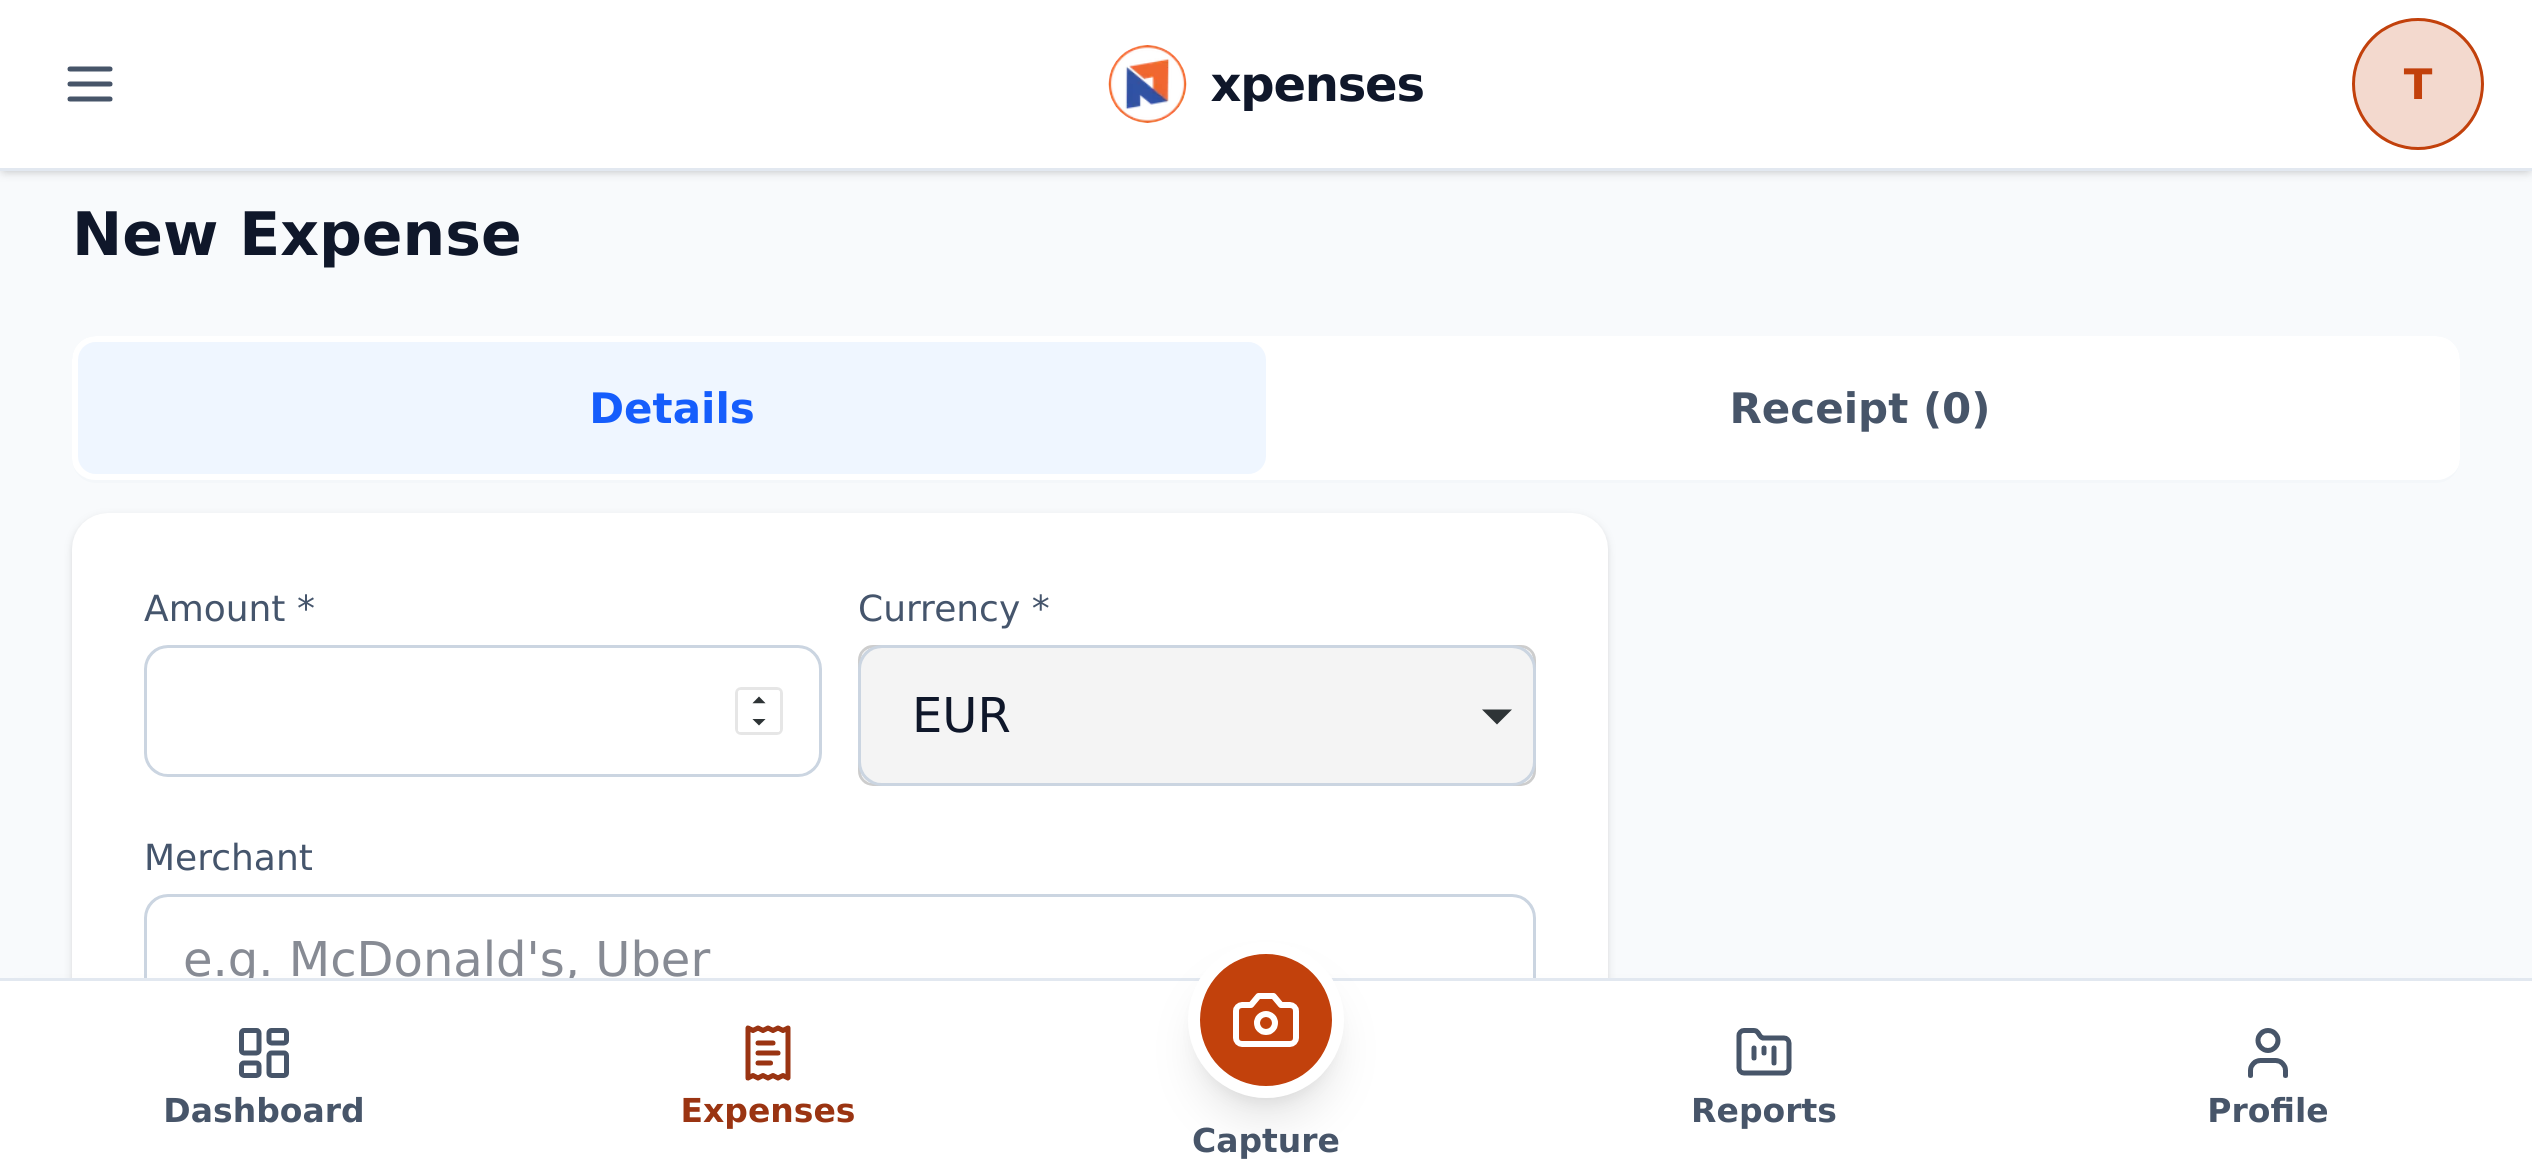 xpenses
T
New Expense
Details
Receipt (0)
Amount *
Currency *
EUR
Merchant
e.g. McDonald's, Uber
Dashboard
Expenses
Capture
Reports
Profile